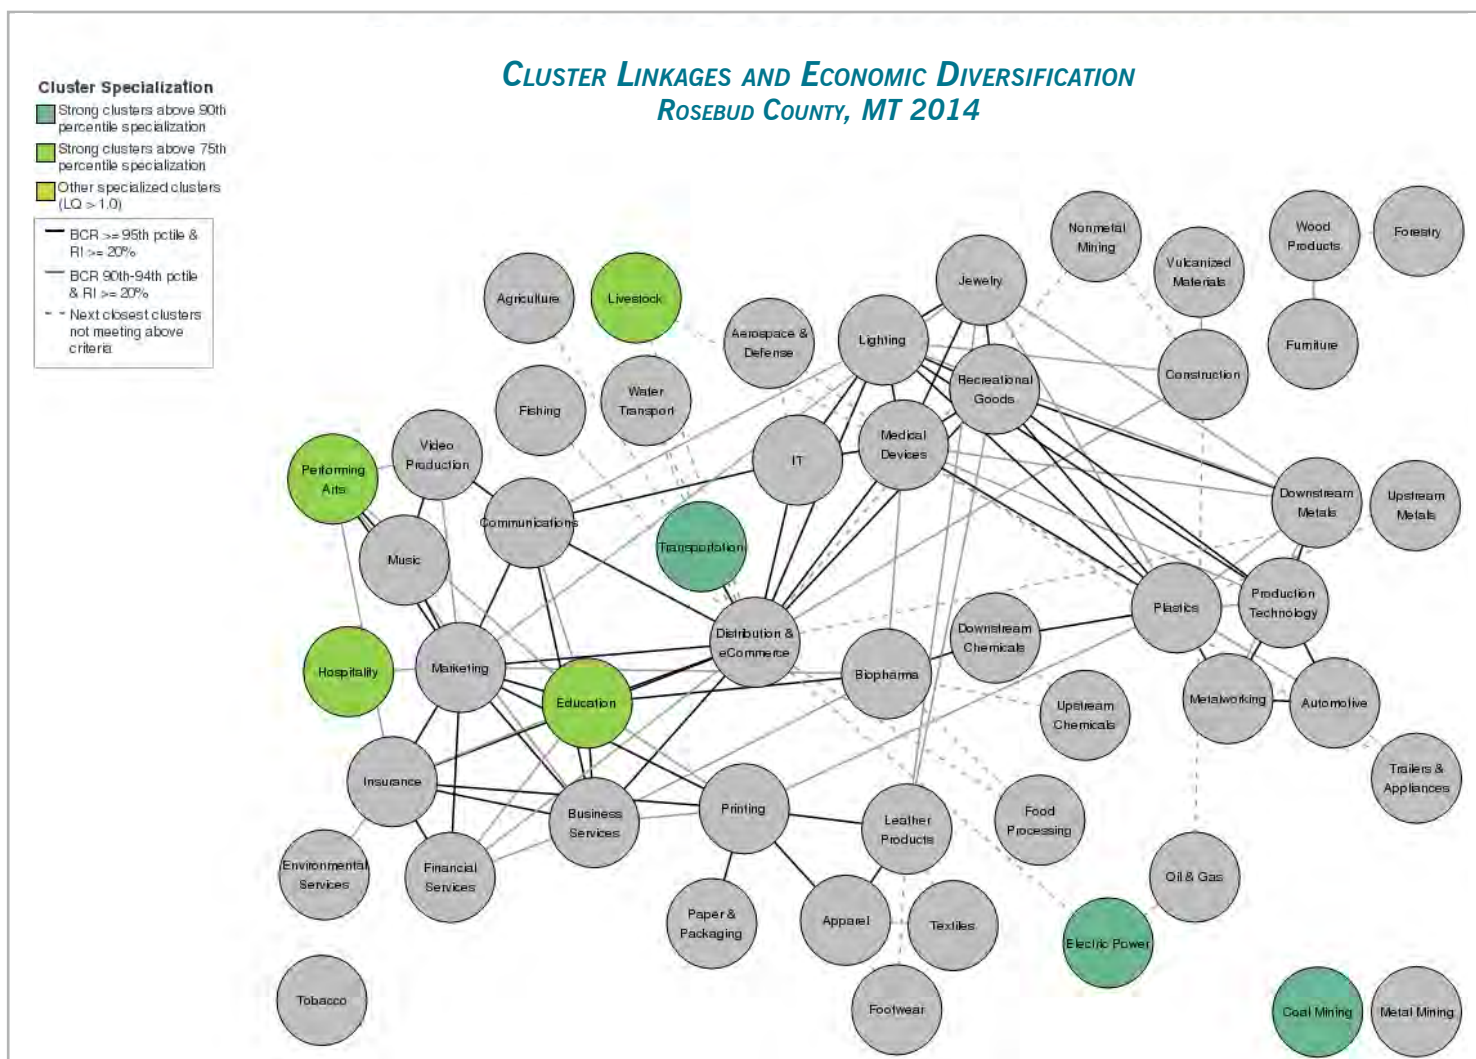 CLUSTER LINKAGES AND ECONOMIC DIVERSIFICATION
ROSEBUD COUNTY, MT 2014
Cluster Specialization
Strong clusters above 90th
percentile specialization
Strong clusters above 75th
percentile specialization
Other specialized clusters
(LQ > 1.0)
BCR >= 95th pctile &
RI >= 20%
BCR 90th-94th pctile
& RI >= 20%
Next closest clusters
not meeting above
criteria
Agriculture
Livestock
Aerospace &
Defense
Lighting
Jewelry
Nonmetal
Mining
Vulcanized
Materials
Wood
Products
Forestry
Furniture
Construction
Recreational
Goods
Fishing
Water
Transport
Video
Production
Performing
Arts
IT
Medical
Devices
Downstream
Metals
Upstream
Metals
Communications
Transportation
Music
Plastics
Production
Technology
Distribution &
eCommerce
Downstream
Chemicals
Hospitality
Marketing
Education
Biopharma
Upstream
Chemicals
Metalworking
Automotive
Insurance
Business
Services
Printing
Leather
Products
Food
Processing
Trailers &
Appliances
Environmental
Services
Financial
Services
Oil & Gas
Paper &
Packaging
Apparel
Textiles
Electric Power
Tobacco
Footwear
Coal Mining
Metal Mining